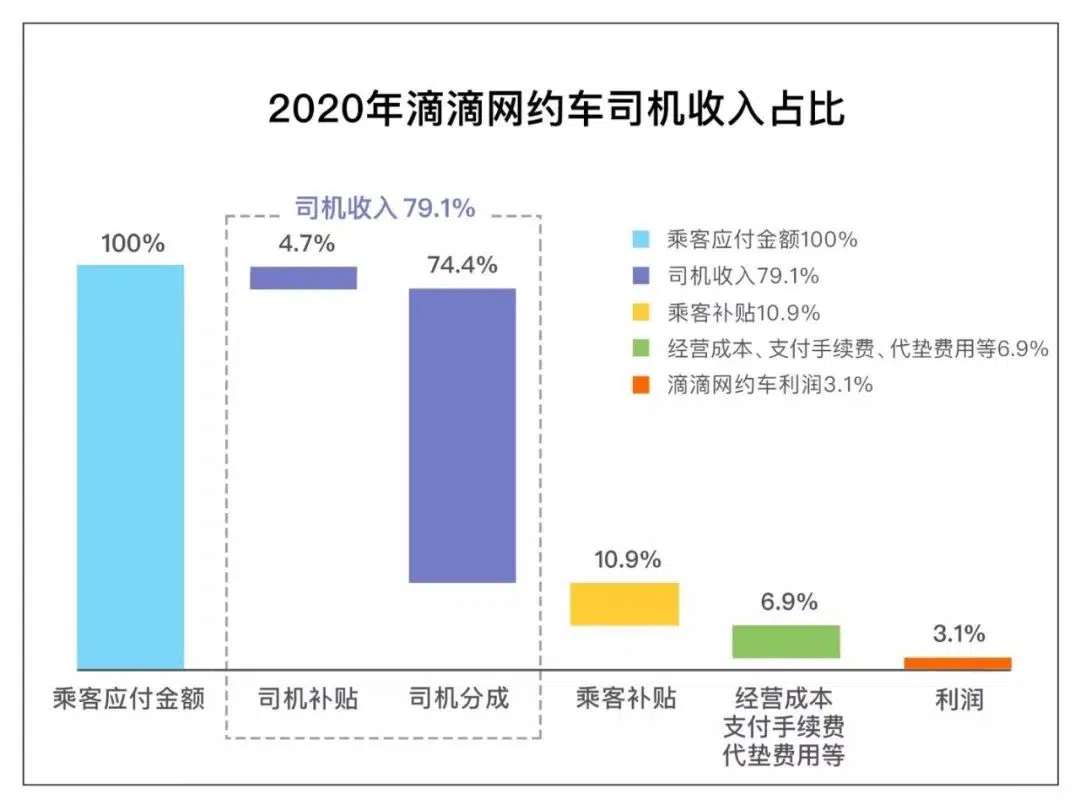 2020年滴滴网约车司机收入占比
司机收入 79.1%
100%
4.7%
74.4%
乘客应付金额100%
司机收入79.1%
乘客补贴10.9%
经营成本、支付手续费、代垫费用等6.9%
滴滴网约车利润3.1%
10.9%
6.9%
3.1%
乘客应付金额
司机补贴
司机分成
乘客补贴
经营成本
支付手续费
代垫费用等
利润